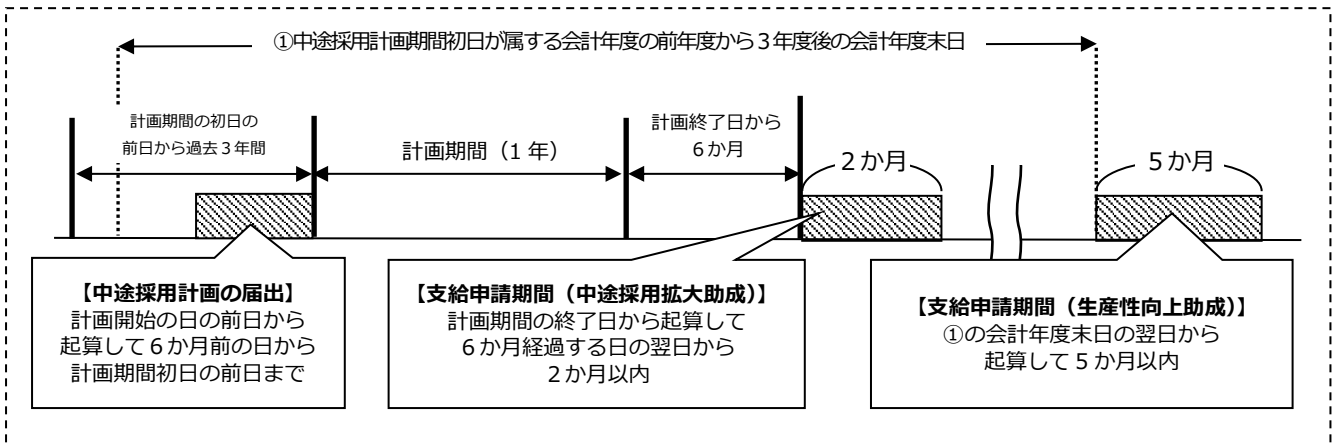 ①中途採用計画期間初日が属する会計年度の前年度から３年度後の会計年度末日
計画期間の初日の
前日から過去３年間
計画期間（1 年）
計画終了日から
６か月
２か月
５か月
【中途採用計画の届出】
計画開始の日の前日から
起算して６か月前の日から
計画期間初日の前日まで
【支給申請期間（中途採用拡大助成）】
計画期間の終了日から起算して
６か月経過する日の翌日から
２か月以内
【支給申請期間（生産性向上助成）】
①の会計年度末日の翌日から
起算して５か月以内